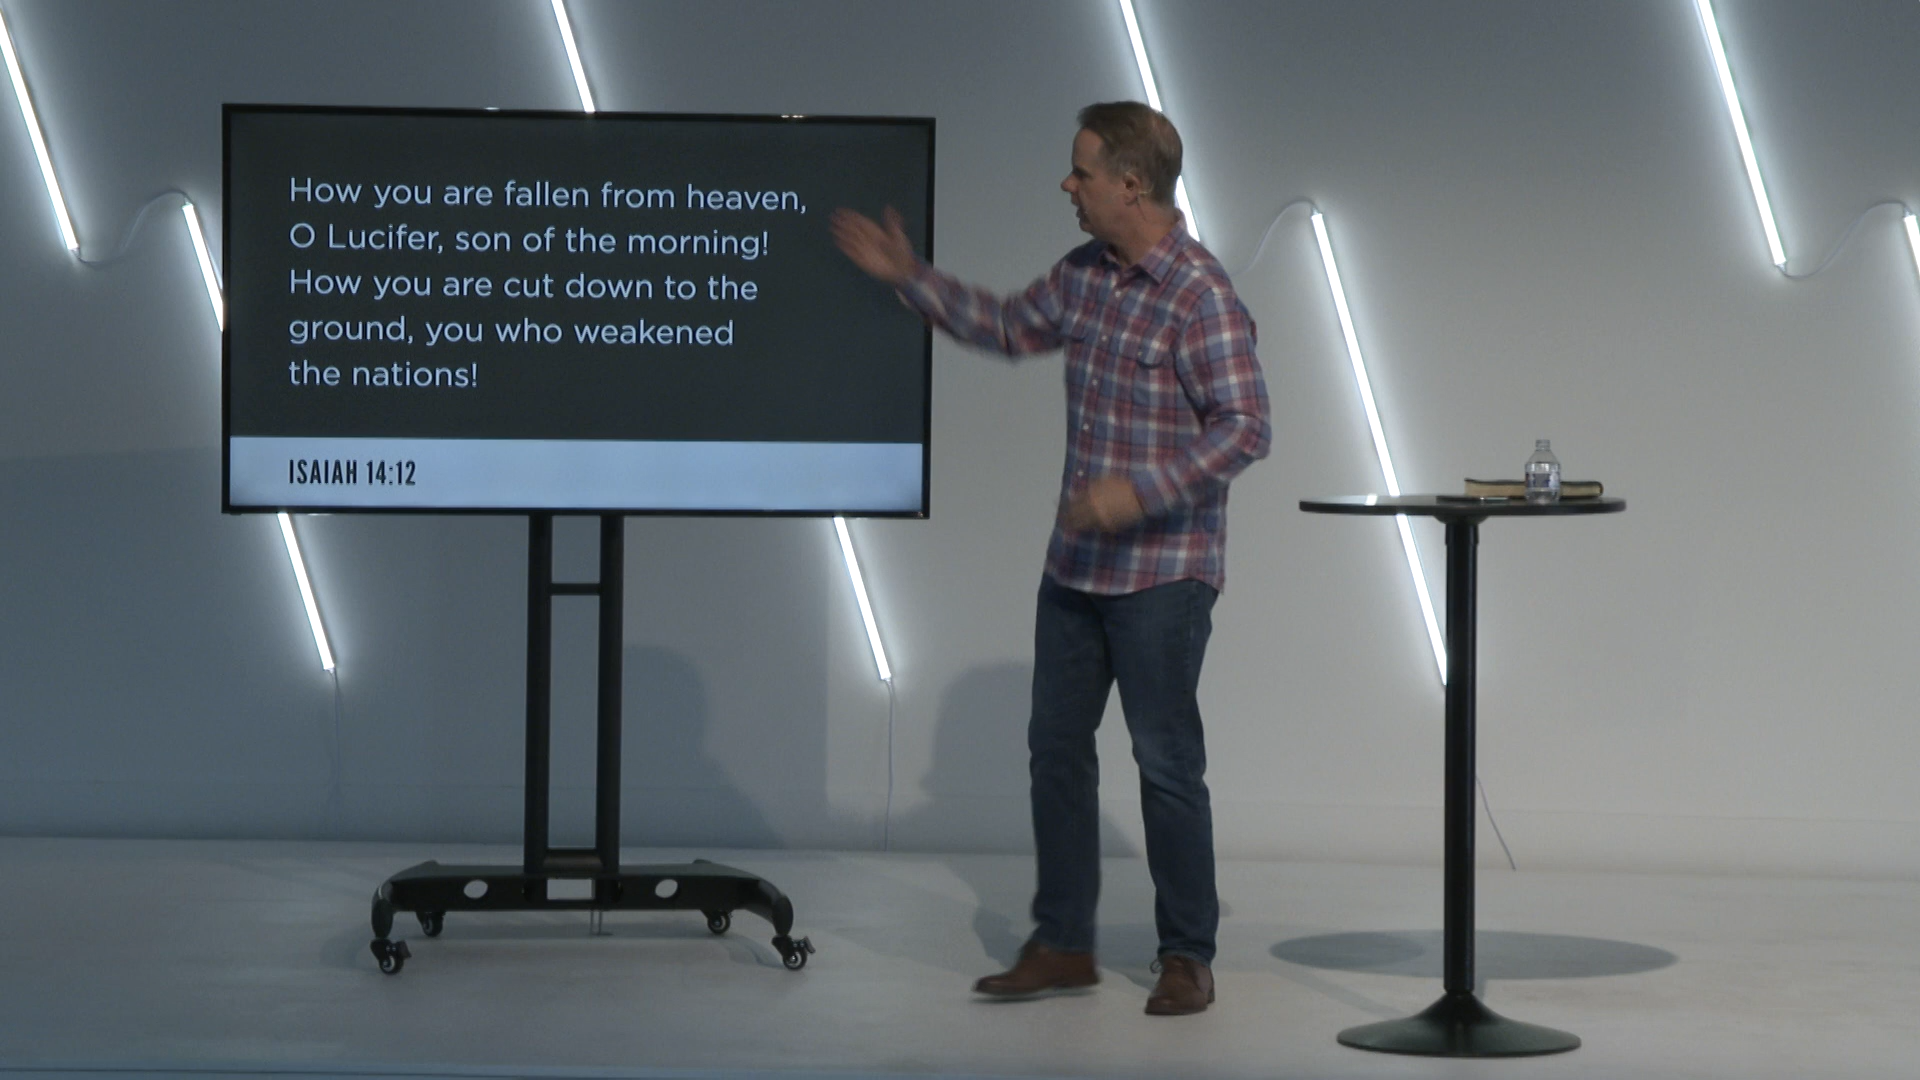 How you are fallen from heaven,
O Lucifer, son of the morning!
How you are cut down to the
ground, you who weakened
the nations!
ISAIAH 14:12